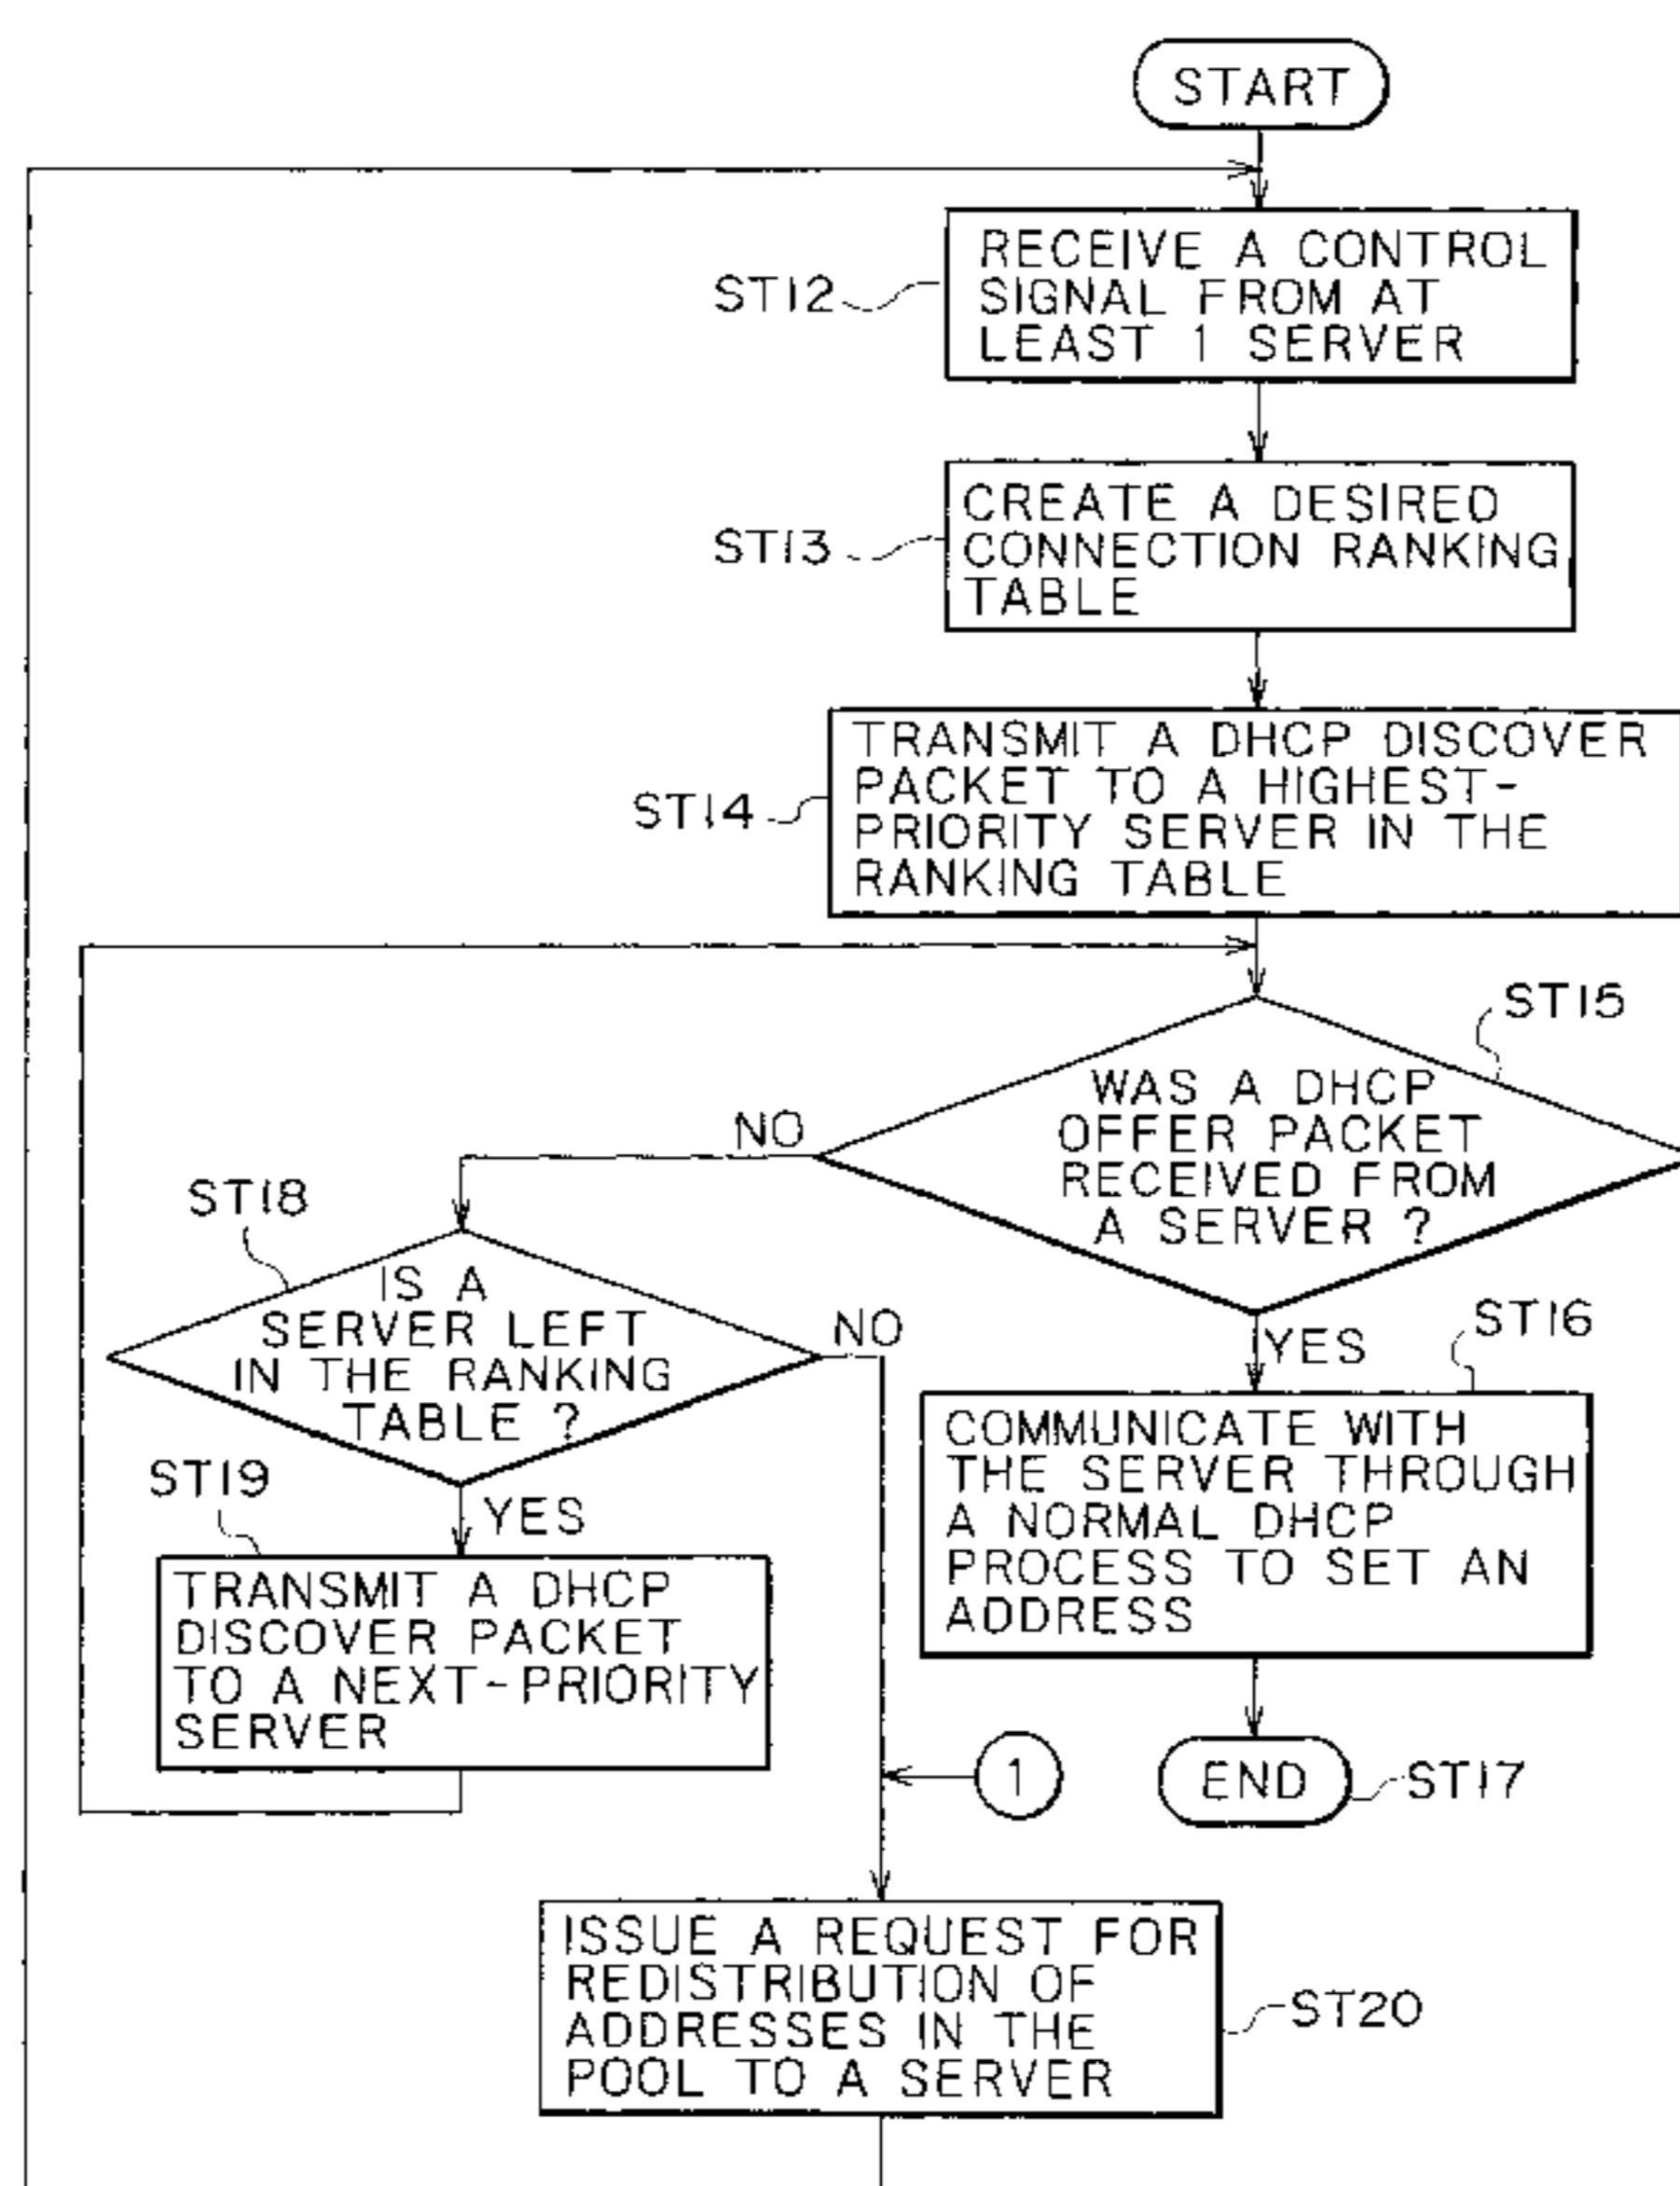 START
ST12
RECEIVE A CONTROL
SIGNAL FROM AT
LEAST 1 SERVER
ST13
CREATE A DESIRED
CONNECTION RANKING
TABLE
ST14
TRANSMIT A DHCP DISCOVER
PACKET TO A HIGHEST-
PRIORITY SERVER IN THE
RANKING TABLE
ST15
WAS A DHCP
OFFER PACKET
RECEIVED FROM
A SERVER ?
NO
ST18
IS A
SERVER LEFT
IN THE RANKING
TABLE ?
NO
YES
ST16
COMMUNICATE WITH
THE SERVER THROUGH
A NORMAL DHCP
PROCESS TO SET AN
ADDRESS
ST19
YES
TRANSMIT A DHCP
DISCOVER PACKET
TO A NEXT-PRIORITY
SERVER
1
END
ST17
ISSUE A REQUEST FOR
REDISTRIBUTION OF
ADDRESSES IN THE
POOL TO A SERVER
ST20